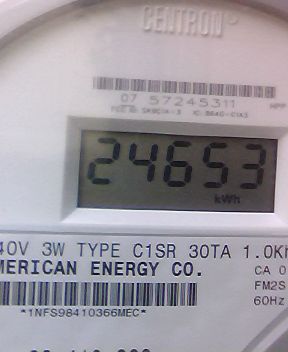 CENTRON
07 57245311
24653
kWh
40V 3W TYPE C1SR 30TA 1.0Kh
MERICAN ENERGY CO.
CA 0
FM2S
60Hz
*1NFS98410366MEC*